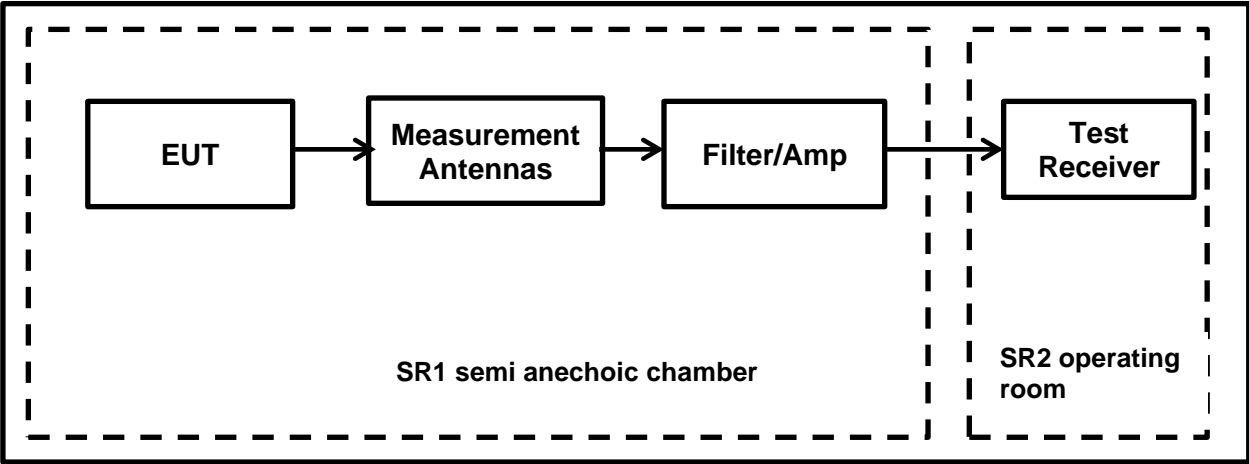 EUT
Measurement
Antennas
Filter/Amp
Test
Receiver
SR1 semi anechoic chamber
SR2 operating
room